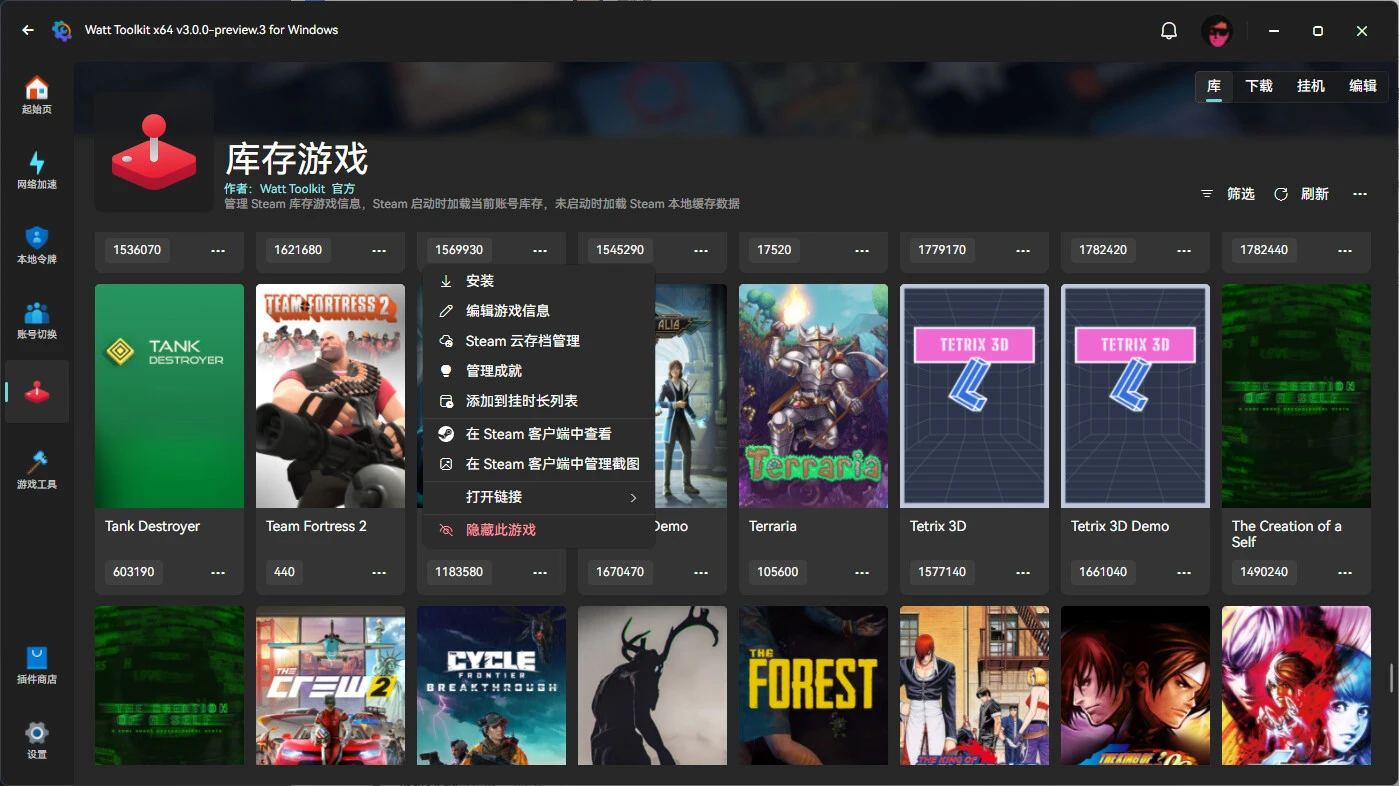 Watt Toolkit x64 v3.0.0-preview.3 for Windows
起始页
网络加速
本地令牌
账号切换
游戏工具
插件商店
设置
库 下载 挂机 编辑
库存游戏
作者: Watt Toolkit 官方
管理 Steam 库存游戏信息，Steam 启动时加载当前账号库存，未启动时加载 Steam 本地缓存数据
筛选 刷新 ...
1536070 ...
1621680 ...
1569930 ...
1545290 ...
17520 ...
1779170 ...
1782420 ...
1782440 ...
安装
编辑游戏信息
Steam 云存档管理
管理成就
添加到挂时长列表
在 Steam 客户端中查看
在 Steam 客户端中管理截图
打开链接
隐藏此游戏
TANK
DESTROYER
Tank Destroyer
603190 ...
TEAM FORTRESS 2
Team Fortress 2
440 ...
1183580 ...
Demo
1670470 ...
Terraria
Terraria
105600 ...
TETRIX 3D
Tetrix 3D
1577140 ...
TETRIX 3D
Tetrix 3D Demo
1661040 ...
THE CREATION
OF A SELF
The Creation of a
Self
1490240 ...
THE CREATION
OF A SELF
THE
CREW 2
CYCLE
FRONTIER
BREAKTHROUGH
THE
FOREST
THE KING OF
THE KING OF